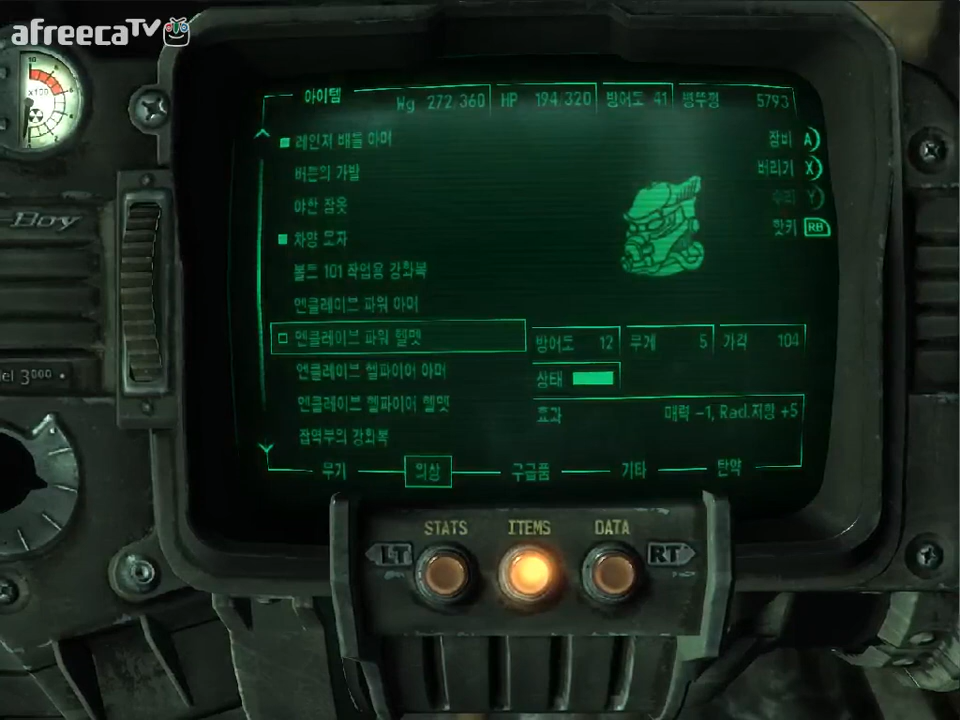 afreecaTV
아이템 Wg 272/360 HP 194/320 방어도 41 병뚜껑 5793
레인저 배틀 아머
버튼의 가발
야한 잠옷
차양 모자
볼트 101 작업용 강화복
엔클레이브 파워 아머
엔클레이브 파워 헬멧
엔클레이브 헬파이어 아머
엔클레이브 헬파이어 헬멧
잡역부의 강화복
장비 A)
버리기 X)
수리 Y)
핫키 RB
방어도 12 무게 5 가격 104
상태
효과 매력 -1, Rad.저항 +5
무기 의상 구급품 기타 탄약
STATS ITEMS DATA
LT RT
-Boy
x100
del 3000